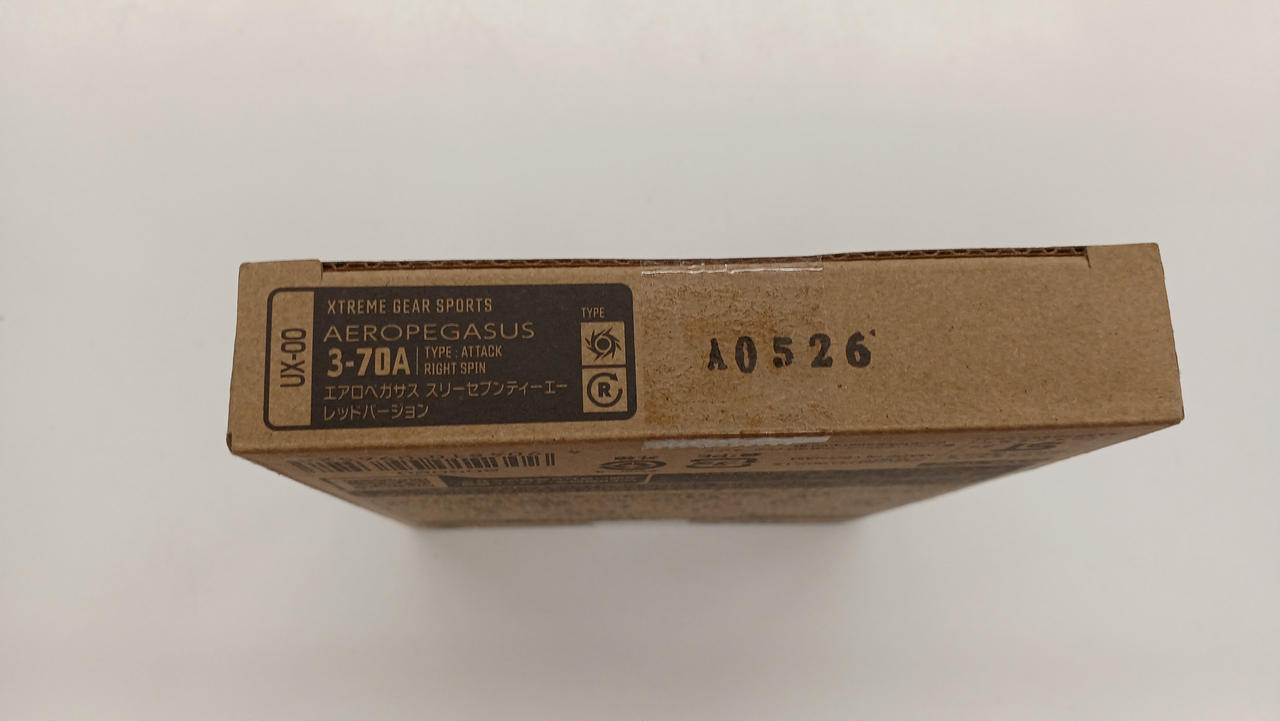 UX-00
XTREME GEAR SPORTS
AEROPEGASUS
3-70A
TYPE : ATTACK
RIGHT SPIN
エアロペガサス スリーセブンティーエー
レッドバージョン
TYPE
R
A0526